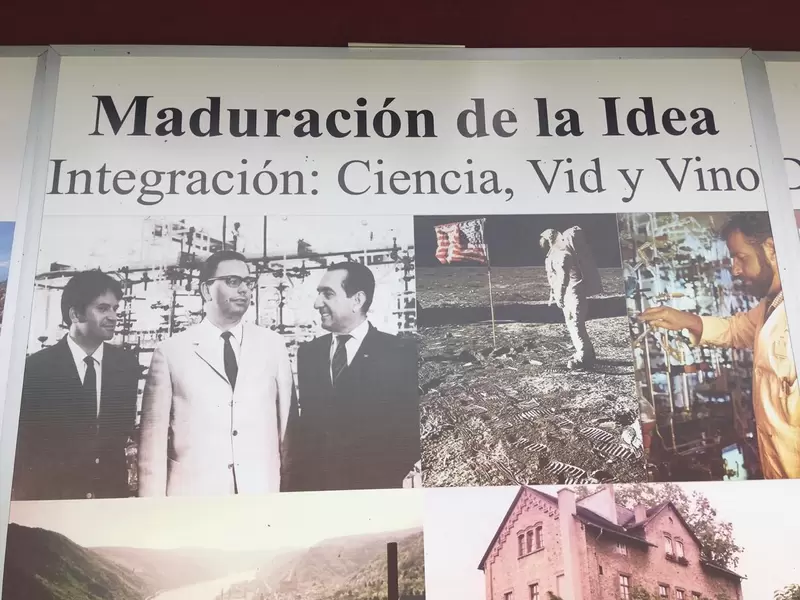 Maduración de la Idea
Integración: Ciencia, Vid y Vino